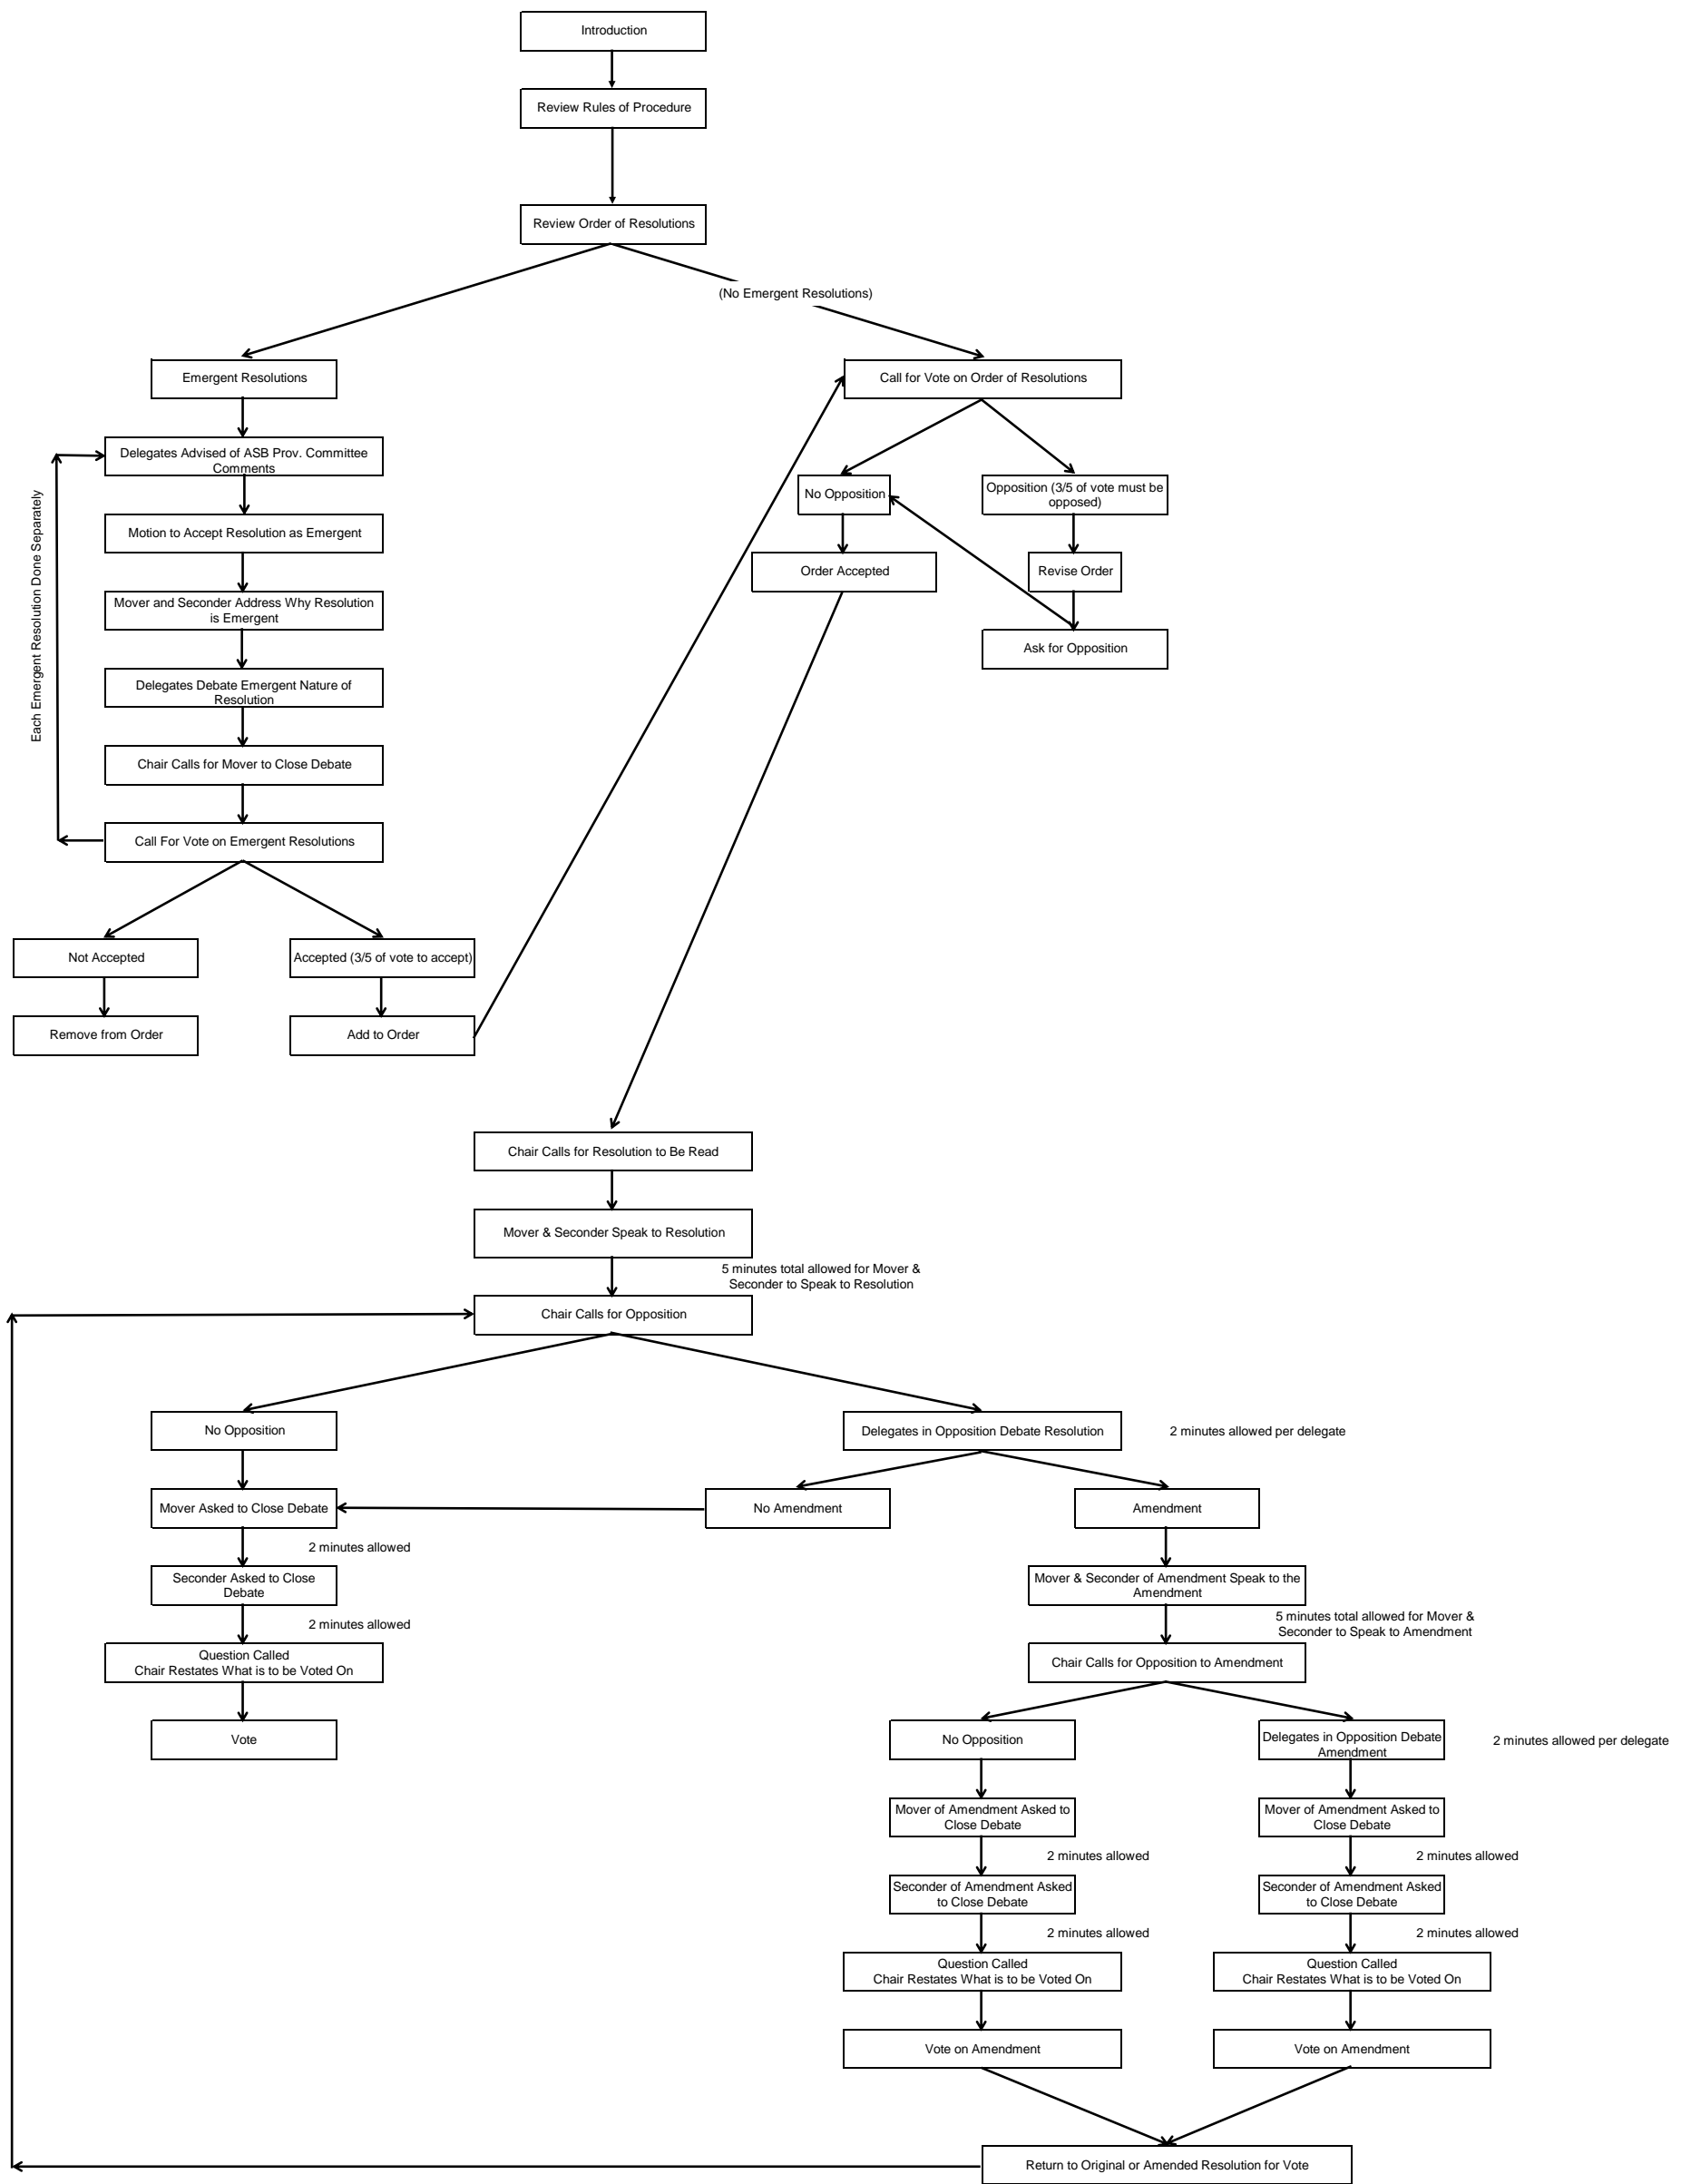 Introduction
Review Rules of Procedure
Review Order of Resolutions
(No Emergent Resolutions)
Emergent Resolutions
Call for Vote on Order of Resolutions
Delegates Advised of ASB Prov. Committee
Comments
No Opposition
Opposition (3/5 of vote must be
opposed)
Each Emergent Resolution Done Separately
Motion to Accept Resolution as Emergent
Order Accepted
Revise Order
Mover and Seconder Address Why Resolution
is Emergent
Ask for Opposition
Delegates Debate Emergent Nature of
Resolution
Chair Calls for Mover to Close Debate
Call For Vote on Emergent Resolutions
Not Accepted
Accepted (3/5 of vote to accept)
Remove from Order
Add to Order
Chair Calls for Resolution to Be Read
Mover & Seconder Speak to Resolution
5 minutes total allowed for Mover &
Seconder to Speak to Resolution
Chair Calls for Opposition
No Opposition
Delegates in Opposition Debate Resolution
2 minutes allowed per delegate
Mover Asked to Close Debate
No Amendment
Amendment
2 minutes allowed
Seconder Asked to Close
Debate
Mover & Seconder of Amendment Speak to the
Amendment
2 minutes allowed
5 minutes total allowed for Mover &
Seconder to Speak to Amendment
Question Called
Chair Restates What is to be Voted On
Chair Calls for Opposition to Amendment
Vote
No Opposition
Delegates in Opposition Debate
Amendment
2 minutes allowed per delegate
Mover of Amendment Asked to
Close Debate
Mover of Amendment Asked to
Close Debate
2 minutes allowed
2 minutes allowed
Seconder of Amendment Asked
to Close Debate
Seconder of Amendment Asked
to Close Debate
2 minutes allowed
2 minutes allowed
Question Called
Chair Restates What is to be Voted On
Question Called
Chair Restates What is to be Voted On
Vote on Amendment
Vote on Amendment
Return to Original or Amended Resolution for Vote